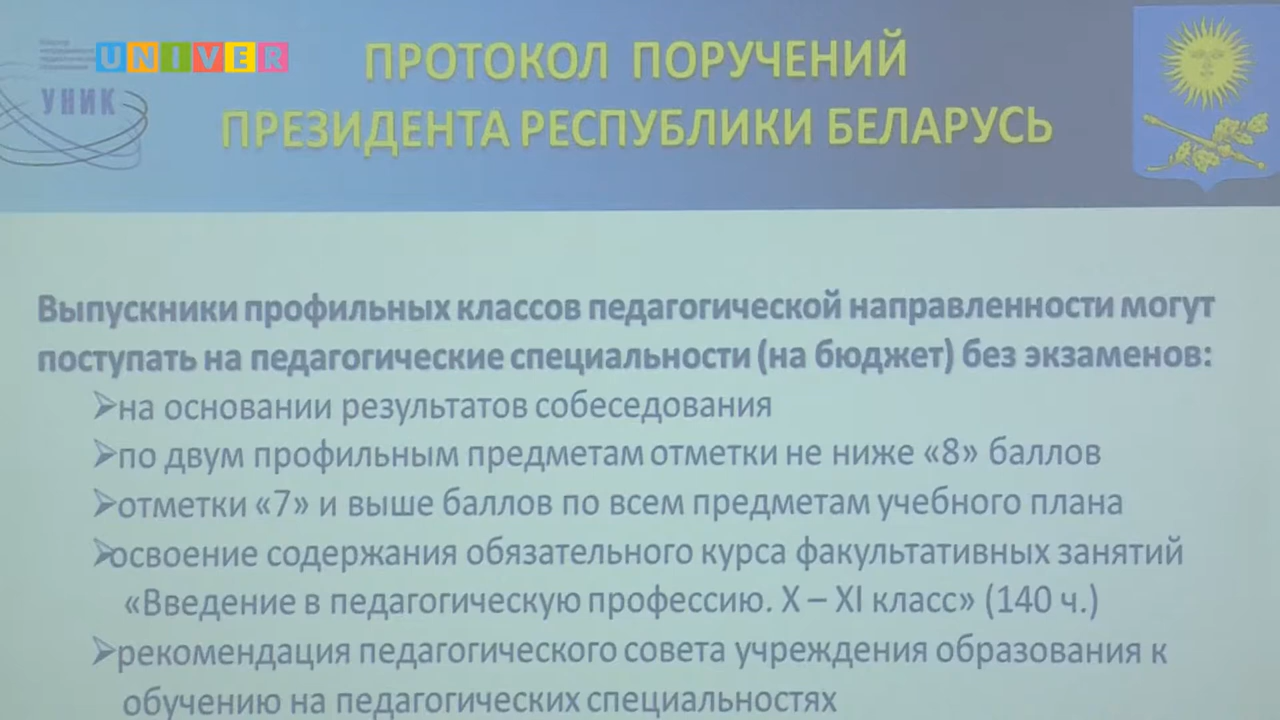 UNIVER
УНИК
ПРОТОКОЛ ПОРУЧЕНИЙ
ПРЕЗИДЕНТА РЕСПУБЛИКИ БЕЛАРУСЬ
Выпускники профильных классов педагогической направленности могут
поступать на педагогические специальности (на бюджет) без экзаменов:
➢на основании результатов собеседования
➢по двум профильным предметам отметки не ниже «8» баллов
➢отметки «7» и выше баллов по всем предметам учебного плана
➢освоение содержания обязательного курса факультативных занятий
«Введение в педагогическую профессию. X – XI класс» (140 ч.)
➢рекомендация педагогического совета учреждения образования к
обучению на педагогических специальностях